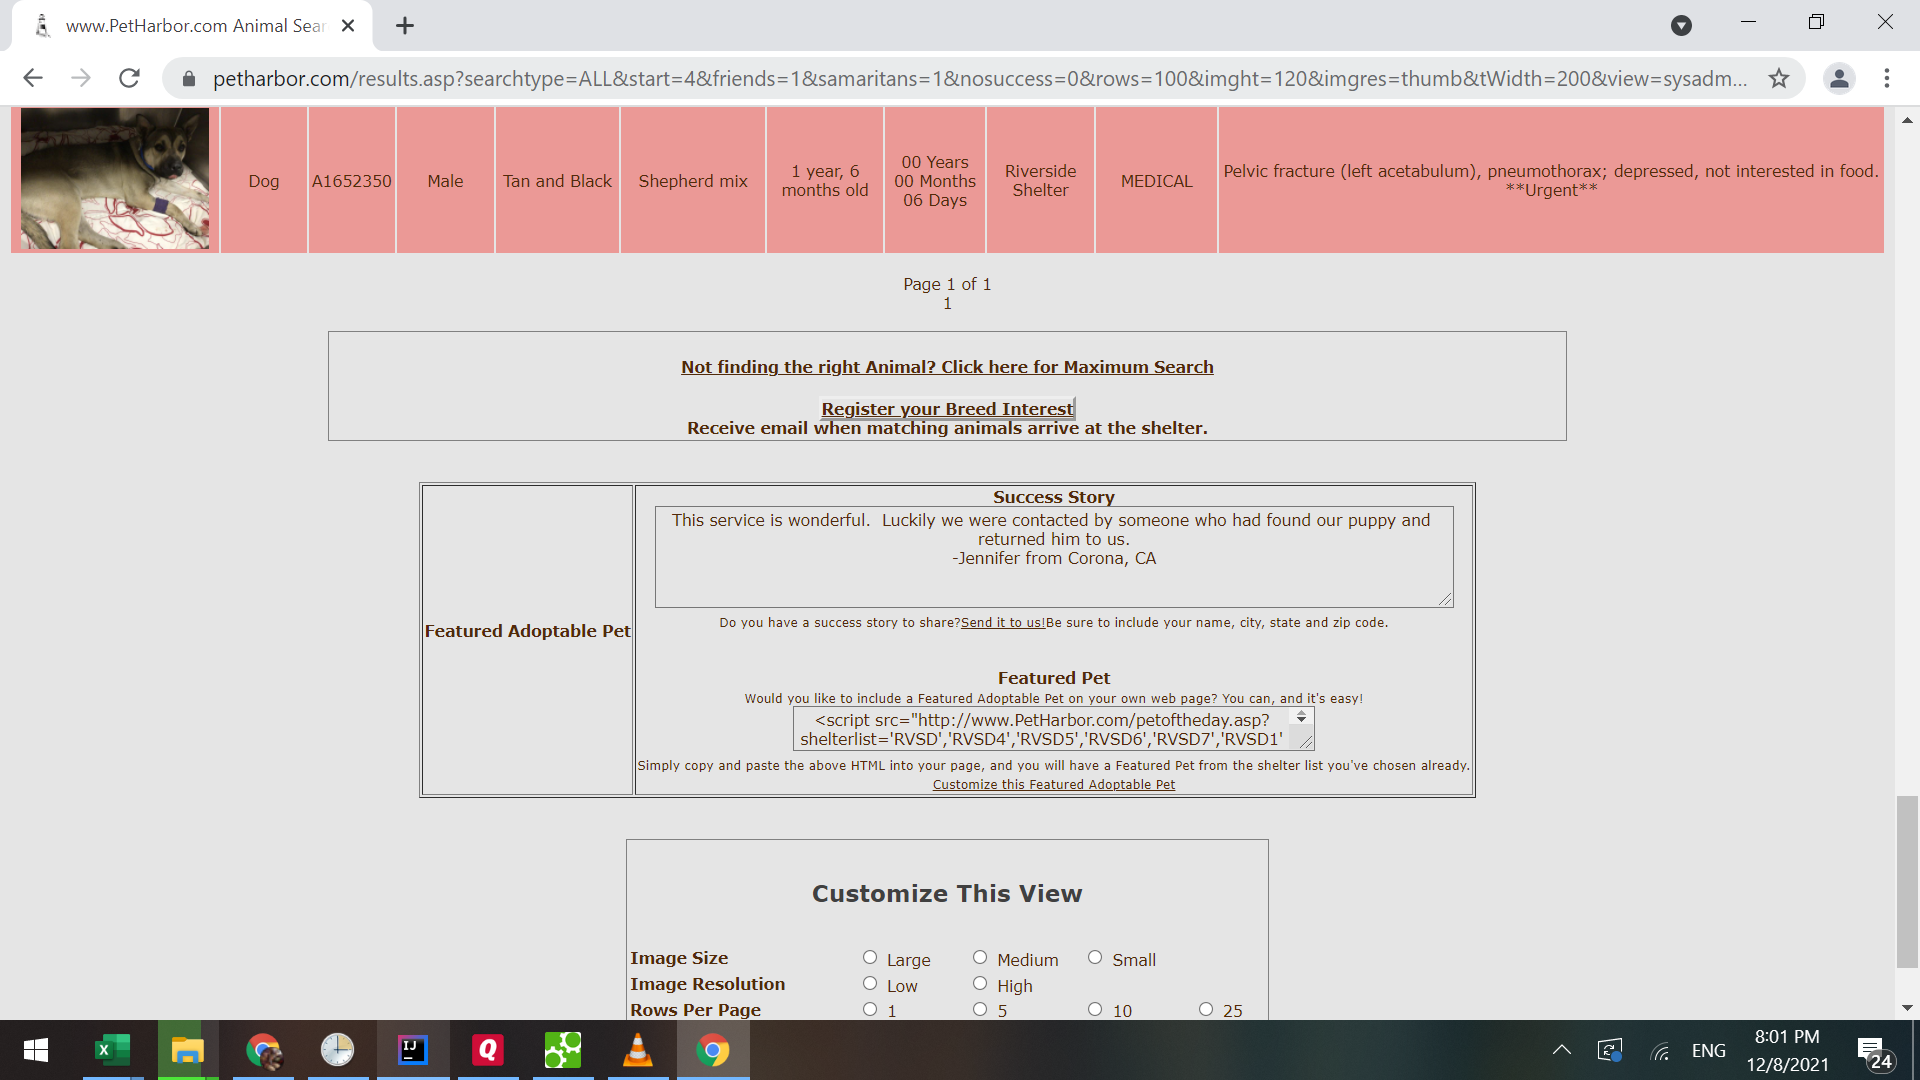 www.PetHarbor.com Animal Sear
petharbor.com/results.asp?searchtype=ALL&start=4&friends=1&samaritans=1&nosuccess=0&rows=100&imght=120&imgres=thumb&tWidth=200&view=sysadm...
Dog
A1652350
Male
Tan and Black
Shepherd mix
1 year, 6
months old
00 Years
00 Months
06 Days
Riverside
Shelter
MEDICAL
Pelvic fracture (left acetabulum), pneumothorax; depressed, not interested in food.
**Urgent**
Page 1 of 1
1
Not finding the right Animal? Click here for Maximum Search
Register your Breed Interest
Receive email when matching animals arrive at the shelter.
Featured Adoptable Pet
Success Story
This service is wonderful.  Luckily we were contacted by someone who had found our puppy and
returned him to us.
-Jennifer from Corona, CA
Do you have a success story to share?Send it to us!Be sure to include your name, city, state and zip code.
Featured Pet
Would you like to include a Featured Adoptable Pet on your own web page? You can, and it's easy!
<script src="http://www.PetHarbor.com/petoftheday.asp?
shelterlist='RVSD','RVSD4','RVSD5','RVSD6','RVSD7','RVSD1'
Simply copy and paste the above HTML into your page, and you will have a Featured Pet from the shelter list you've chosen already.
Customize this Featured Adoptable Pet
Customize This View
Image Size Large Medium Small
Image Resolution Low High
Rows Per Page 1 5 10 25
X
IJ
Q
ENG
8:01 PM
12/8/2021
24